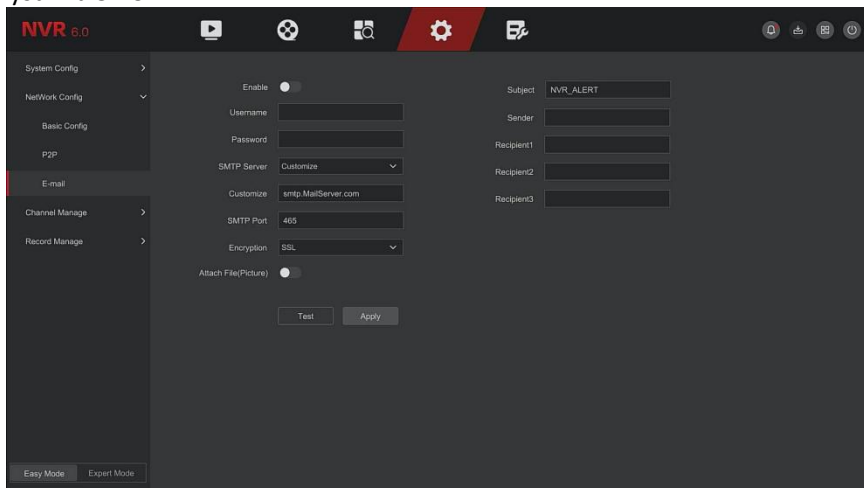 NVR 6.0
System Config
NetWork Config
Basic Config
P2P
E-mail
Channel Manage
Record Manage
Enable
Username
Password
SMTP Server Customize
Customize smtp.MailServer.com
SMTP Port 465
Encryption SSL
Attach File(Picture)
Test Apply
Subject NVR_ALERT
Sender
Recipient1
Recipient2
Recipient3
Easy Mode Expert Mode